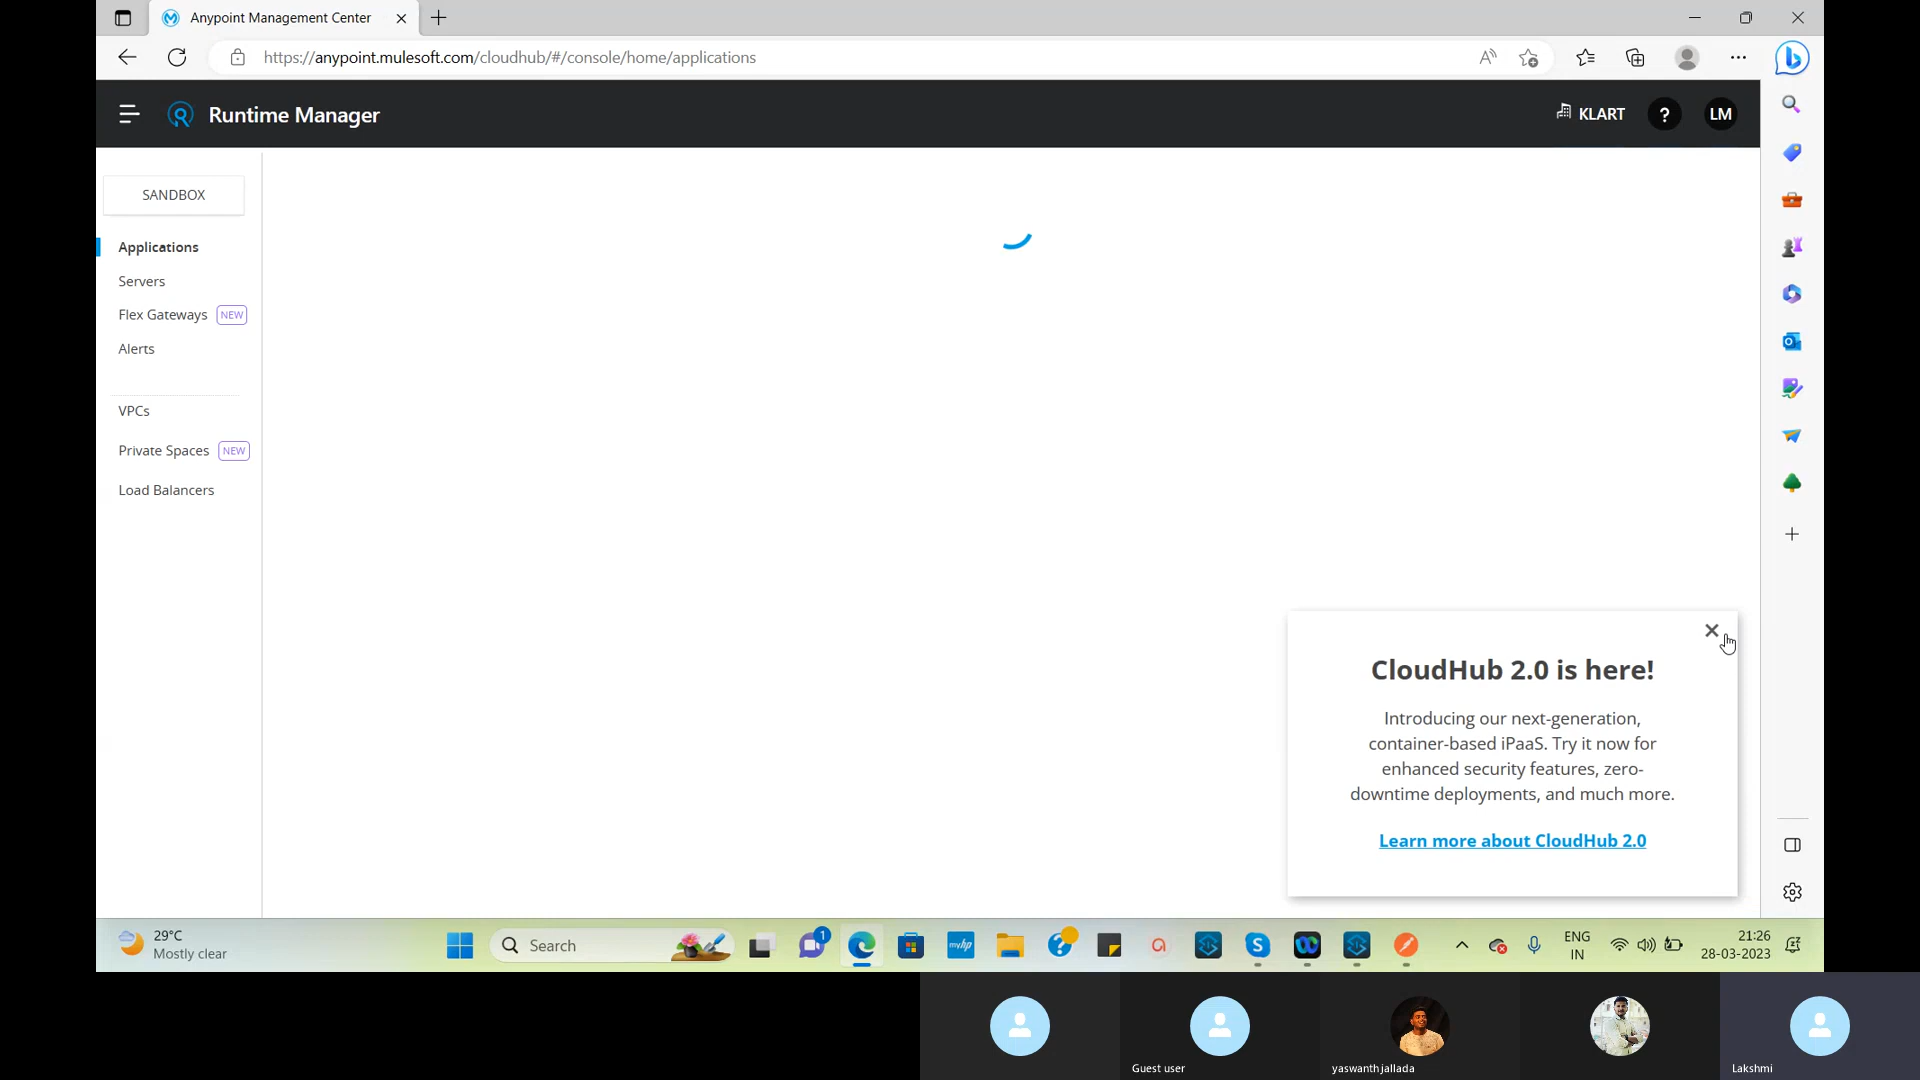 Anypoint Management Center
https://anypoint.mulesoft.com/cloudhub/#/console/home/applications
Runtime Manager
KLART
?
LM
SANDBOX
Applications
Servers
Flex Gateways NEW
Alerts
VPCs
Private Spaces NEW
Load Balancers
CloudHub 2.0 is here!
Introducing our next-generation,
container-based iPaaS. Try it now for
enhanced security features, zero-
downtime deployments, and much more.
Learn more about CloudHub 2.0
29°C
Mostly clear
Search
1
myhp
ENG
IN
21:26
28-03-2023
Guest user
yaswanth jallada
Lakshmi